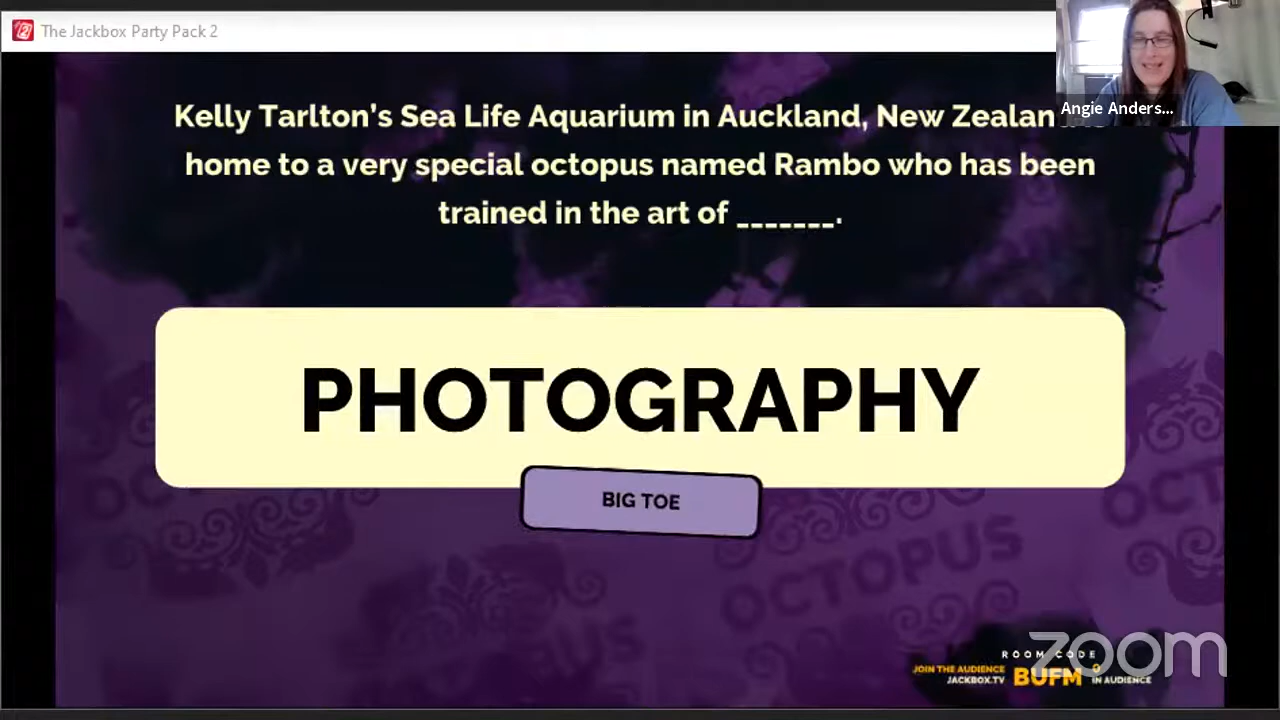 The Jackbox Party Pack 2
Angie Anders...
Kelly Tarlton's Sea Life Aquarium in Auckland, New Zealan
home to a very special octopus named Rambo who has been
trained in the art of _______.
PHOTOGRAPHY
BIG TOE
OCTOPUS
ROOM CODE
JOIN THE AUDIENCE
JACKBOX.TV
BUFM
0
IN AUDIENCE
zoom